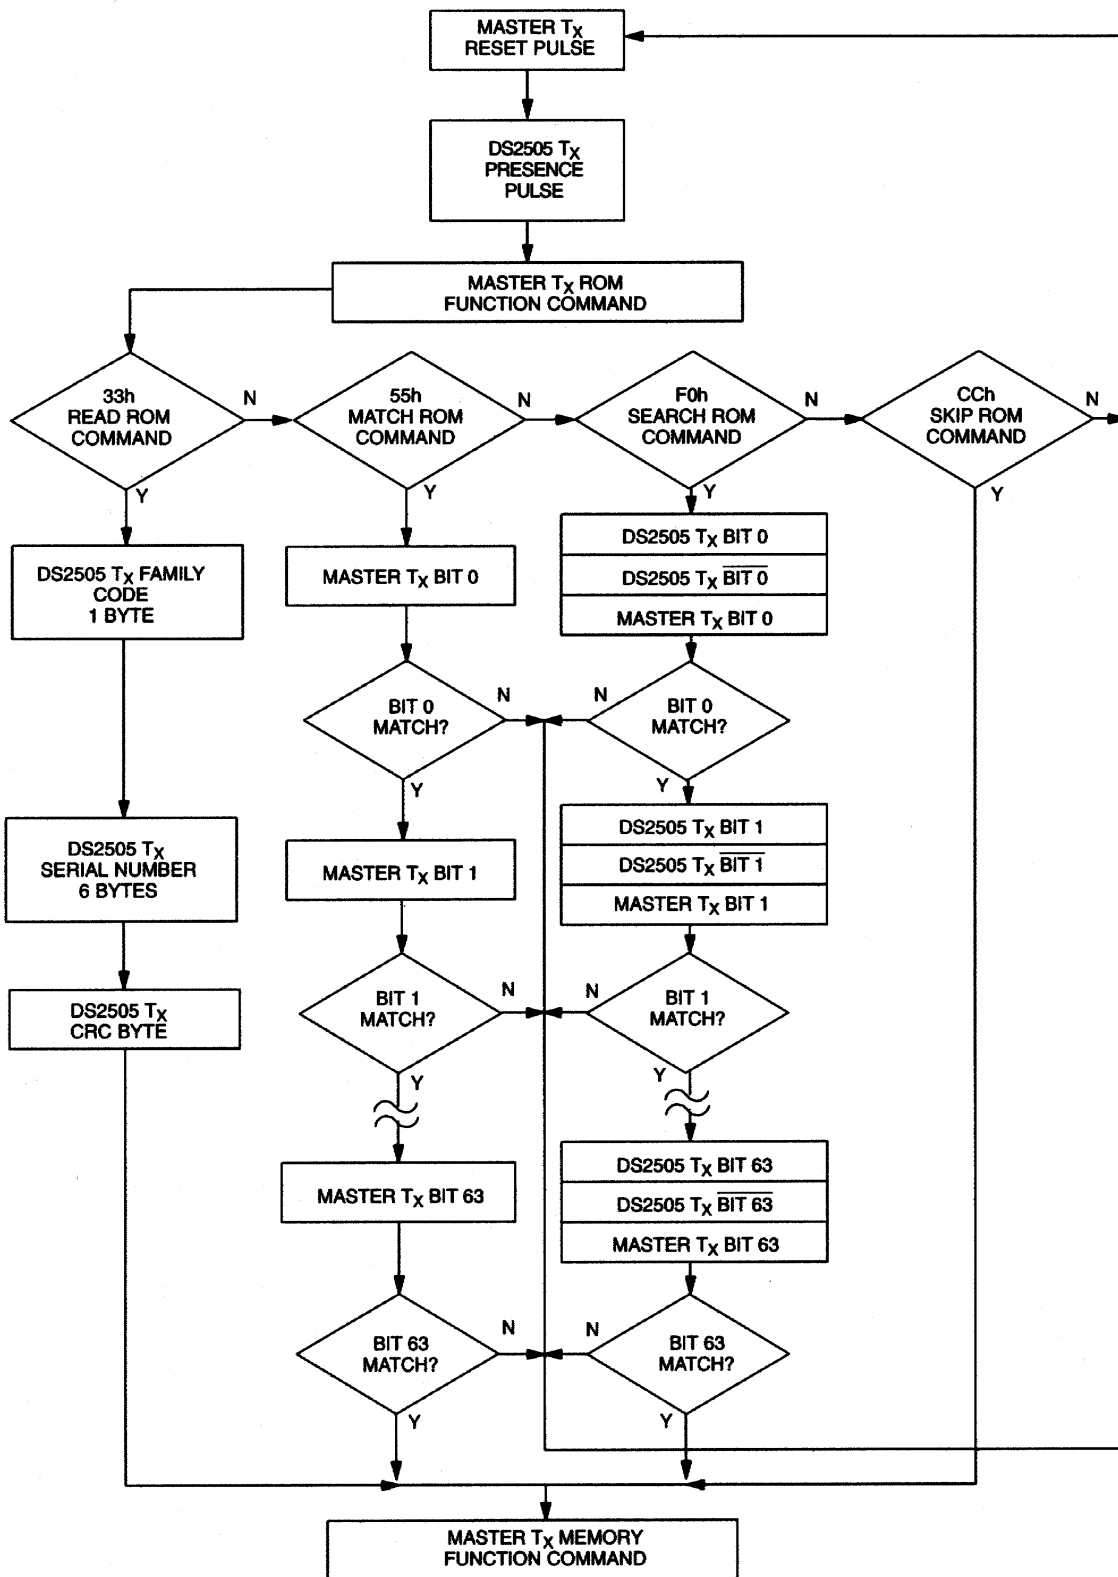 MASTER TX
RESET PULSE
DS2505 TX
PRESENCE
PULSE
MASTER TX ROM
FUNCTION COMMAND
33h
READ ROM
COMMAND
N
Y
55h
MATCH ROM
COMMAND
N
Y
F0h
SEARCH ROM
COMMAND
N
Y
CCh
SKIP ROM
COMMAND
N
Y
DS2505 TX FAMILY
CODE
1 BYTE
DS2505 TX
SERIAL NUMBER
6 BYTES
DS2505 TX
CRC BYTE
MASTER TX BIT 0
BIT 0
MATCH?
N
Y
MASTER TX BIT 1
BIT 1
MATCH?
N
Y
MASTER TX BIT 63
BIT 63
MATCH?
N
Y
DS2505 TX BIT 0
DS2505 TX BIT 0
MASTER TX BIT 0
BIT 0
MATCH?
N
Y
DS2505 TX BIT 1
DS2505 TX BIT 1
MASTER TX BIT 1
BIT 1
MATCH?
N
Y
DS2505 TX BIT 63
DS2505 TX BIT 63
MASTER TX BIT 63
BIT 63
MATCH?
N
Y
MASTER TX MEMORY
FUNCTION COMMAND